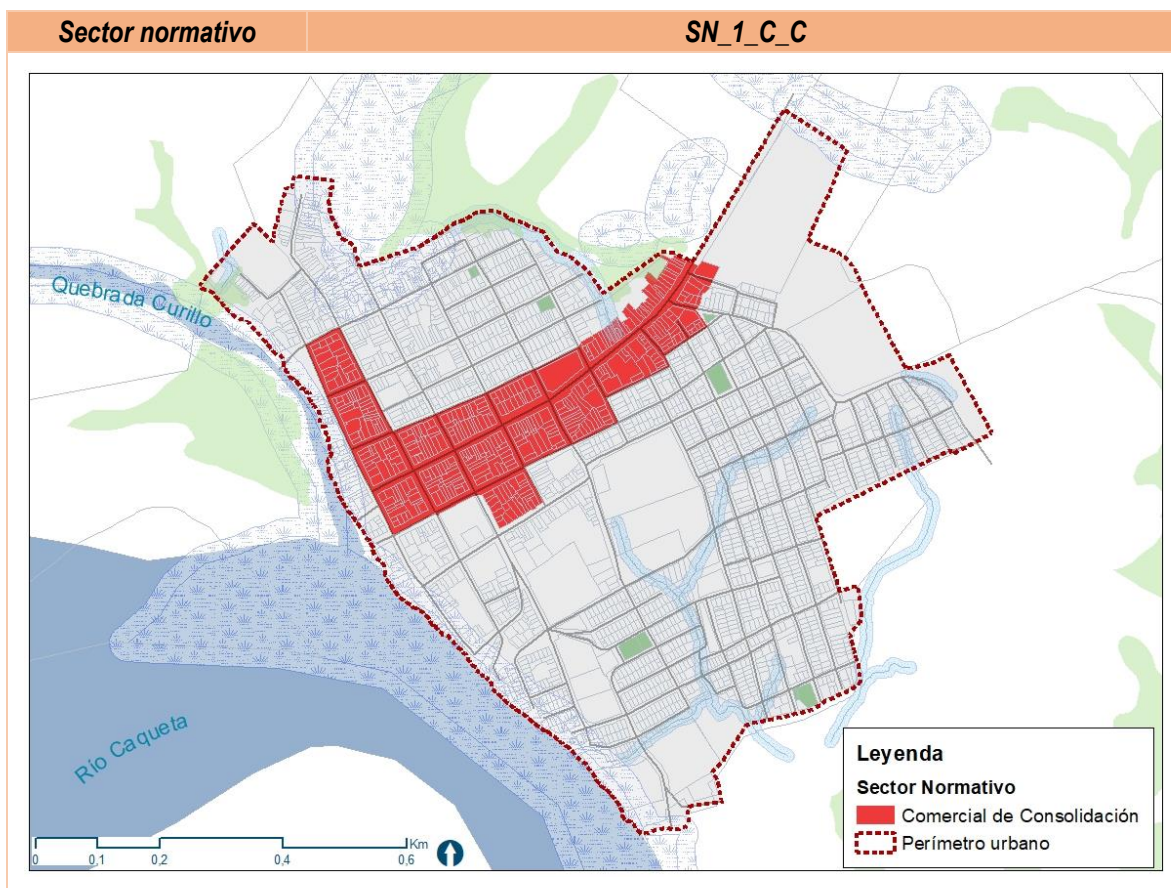 Sector normativo SN_1_C_C
Quebrada Curillo
Río Caqueta
Leyenda
Sector Normativo
Comercial de Consolidación
Perímetro urbano
Km
0 0,1 0,2 0,4 0,6